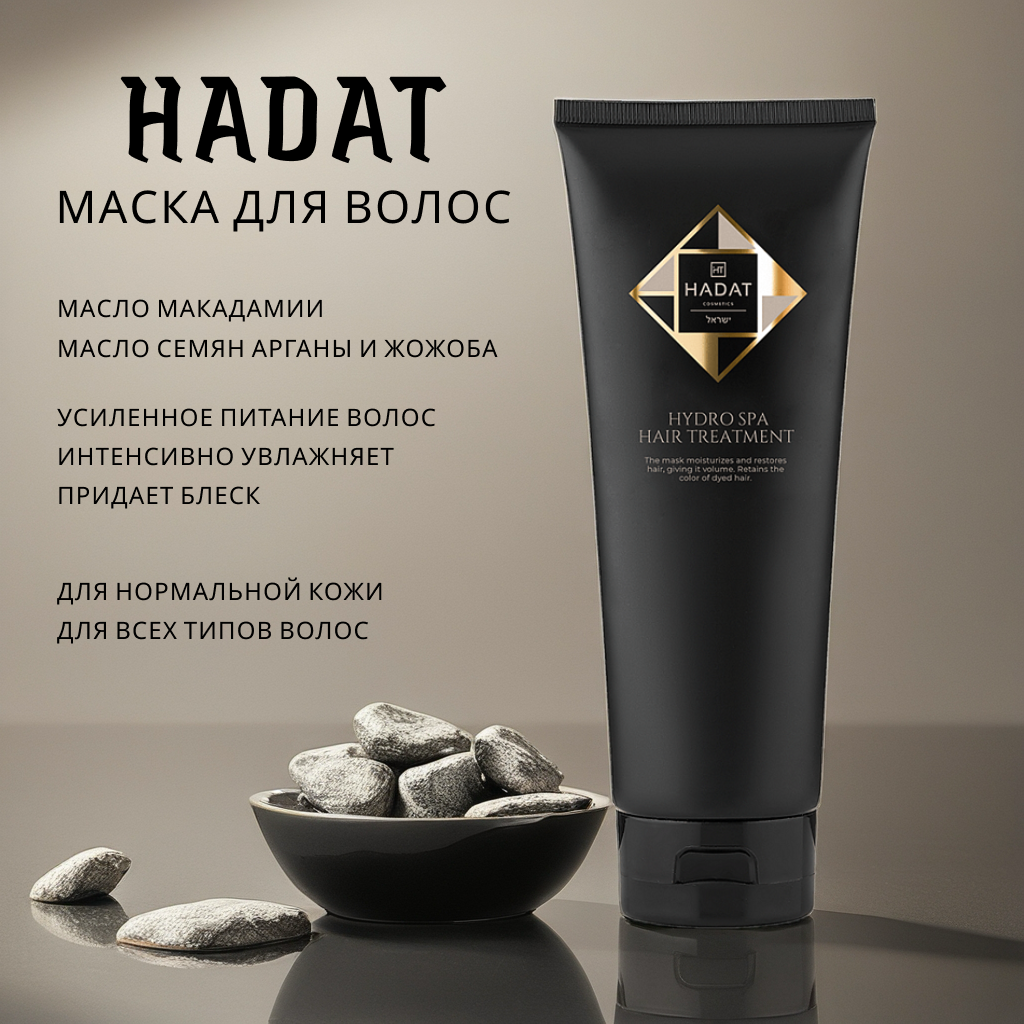 HADAT
МАСКА ДЛЯ ВОЛОС
МАСЛО МАКАДАМИИ
МАСЛО СЕМЯН АРГАНЫ И ЖОЖОБА
УСИЛЕННОЕ ПИТАНИЕ ВОЛОС
ИНТЕНСИВНО УВЛАЖНЯЕТ
ПРИДАЕТ БЛЕСК
ДЛЯ НОРМАЛЬНОЙ КОЖИ
ДЛЯ ВСЕХ ТИПОВ ВОЛОС
HT
HADAT
COSMETICS
ישראל
HYDRO SPA
HAIR TREATMENT
The mask moisturizes and restores
hair, giving it volume. Retains the
color of dyed hair.